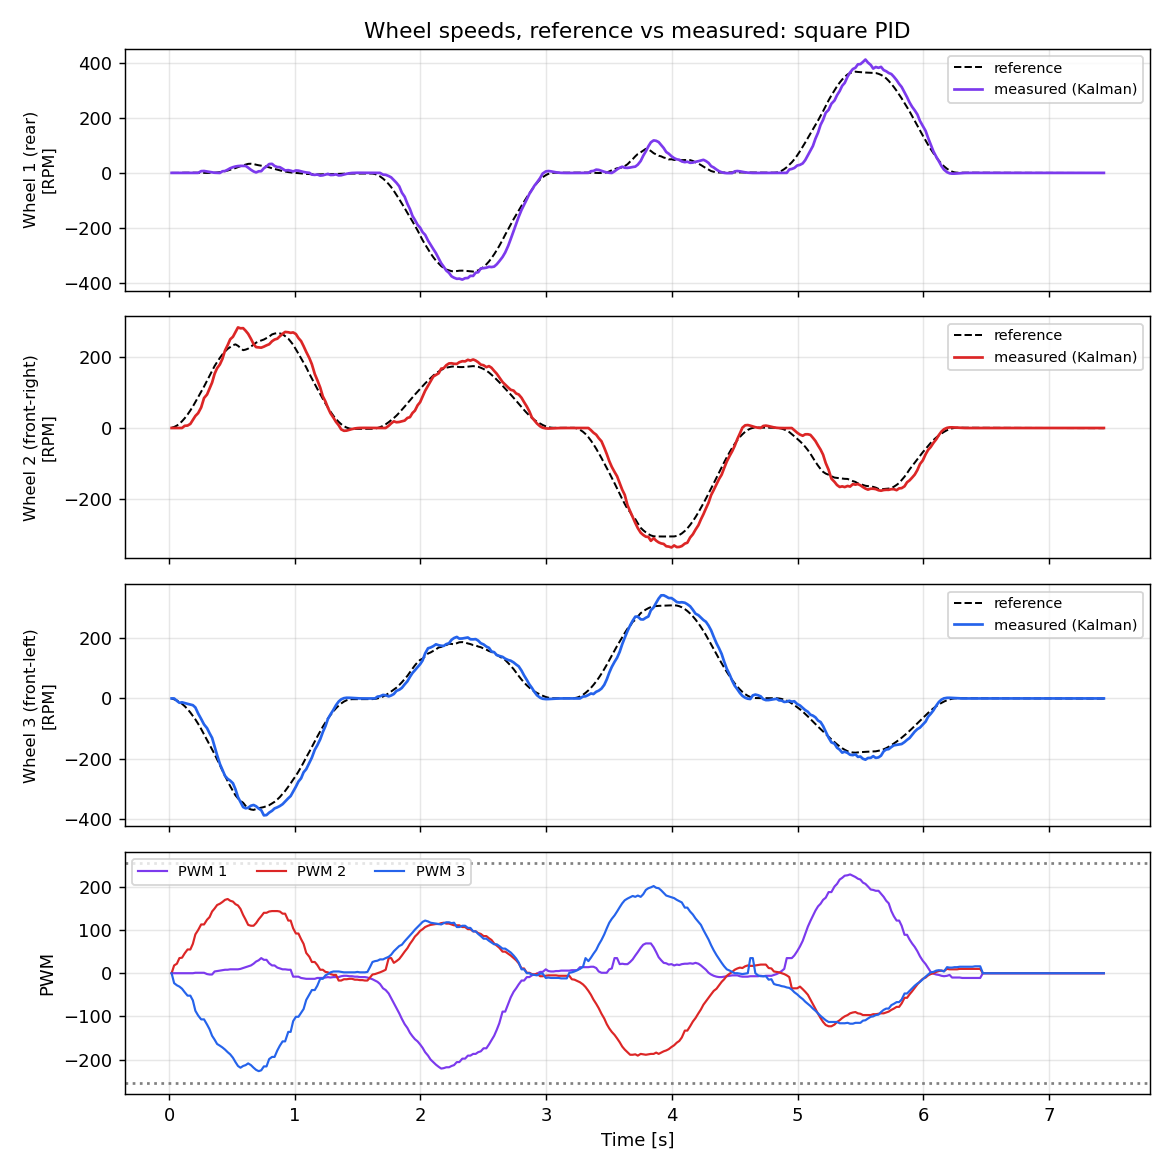 Wheel speeds, reference vs measured: square PID
Wheel 1 (rear)
[RPM]
400
200
0
−200
−400
reference
measured (Kalman)
Wheel 2 (front-right)
[RPM]
200
0
−200
reference
measured (Kalman)
Wheel 3 (front-left)
[RPM]
200
0
−200
−400
reference
measured (Kalman)
PWM
200
100
0
−100
−200
PWM 1 PWM 2 PWM 3
0 1 2 3 4 5 6 7
Time [s]